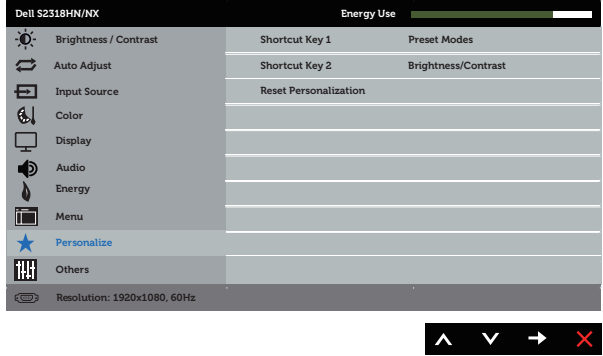 Dell S2318HN/NX Energy Use
Brightness / Contrast Shortcut Key 1 Preset Modes
Auto Adjust Shortcut Key 2 Brightness/Contrast
Input Source Reset Personalization
Color
Display
Audio
Energy
Menu
Personalize
Others
Resolution: 1920x1080, 60Hz